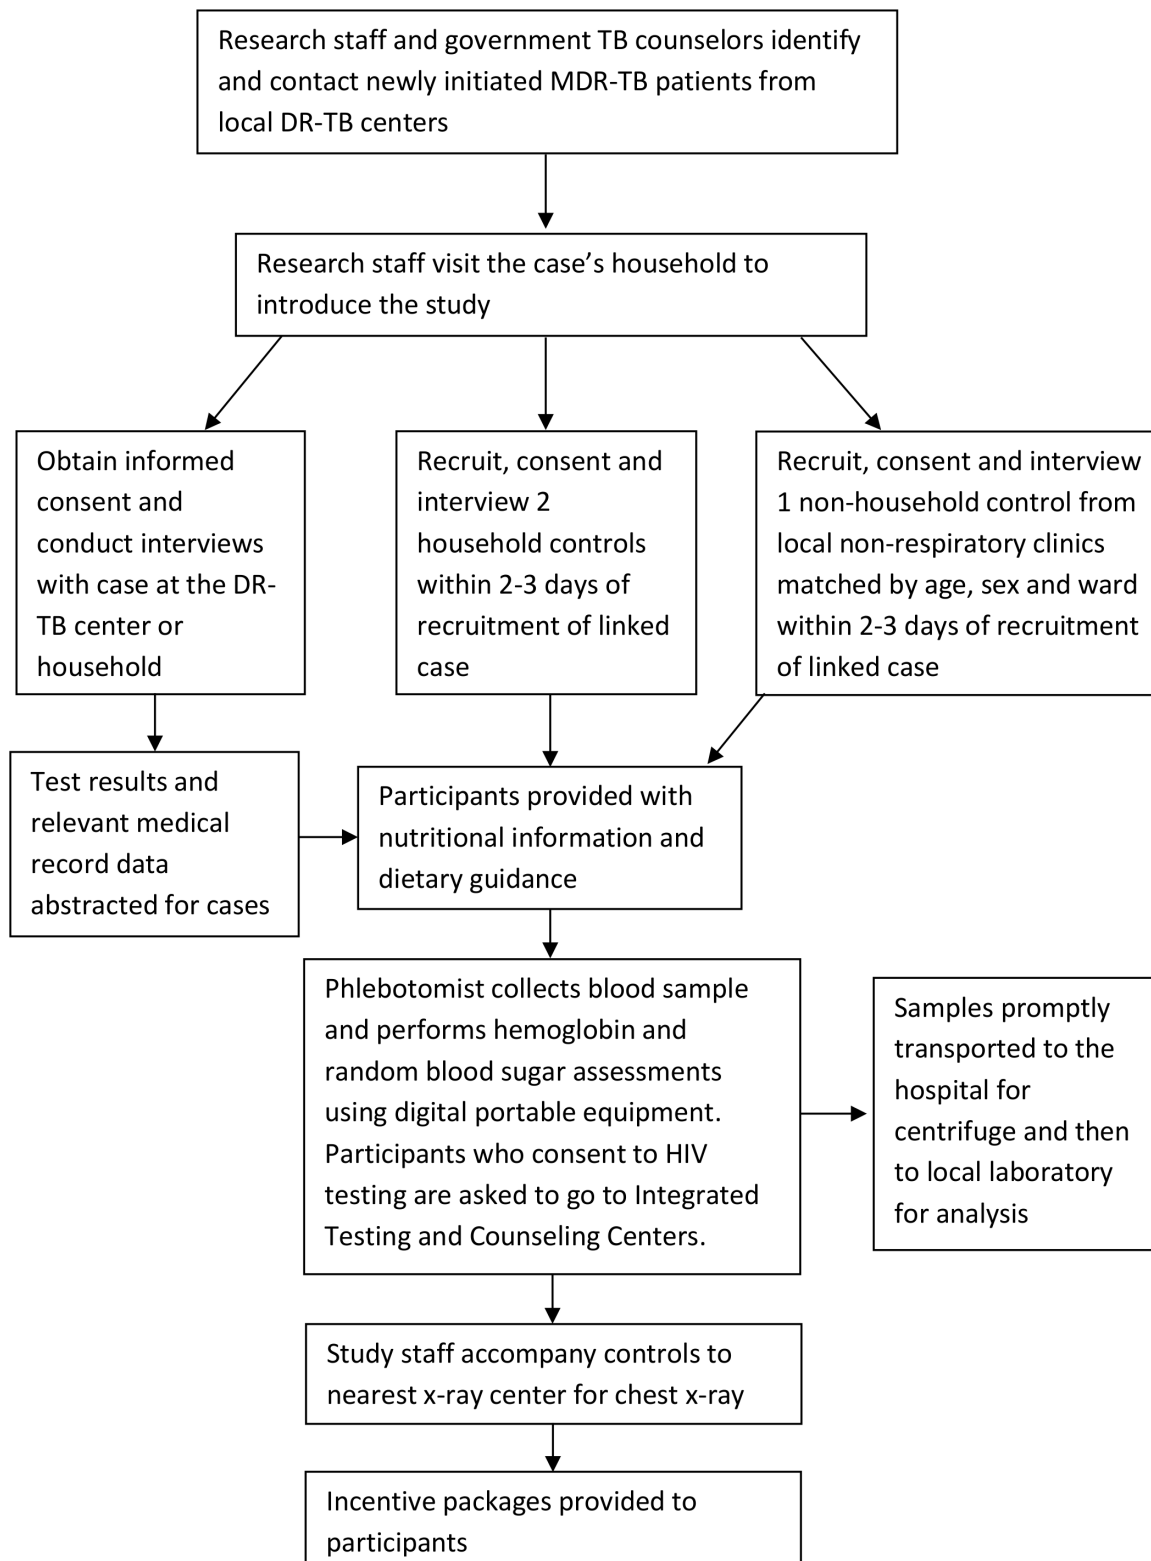 Research staff and government TB counselors identify
and contact newly initiated MDR-TB patients from
local DR-TB centers
Research staff visit the case’s household to
introduce the study
Obtain informed
consent and
conduct interviews
with case at the DR-
TB center or
household
Recruit, consent and
interview 2
household controls
within 2-3 days of
recruitment of linked
case
Recruit, consent and interview
1 non-household control from
local non-respiratory clinics
matched by age, sex and ward
within 2-3 days of recruitment
of linked case
Test results and
relevant medical
record data
abstracted for cases
Participants provided with
nutritional information and
dietary guidance
Phlebotomist collects blood sample
and performs hemoglobin and
random blood sugar assessments
using digital portable equipment.
Participants who consent to HIV
testing are asked to go to Integrated
Testing and Counseling Centers.
Samples promptly
transported to the
hospital for
centrifuge and then
to local laboratory
for analysis
Study staff accompany controls to
nearest x-ray center for chest x-ray
Incentive packages provided to
participants